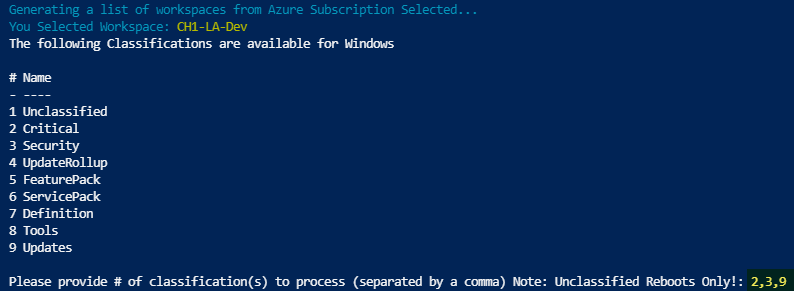 Generating a list of workspaces from Azure Subscription Selected...
You Selected Workspace: CH1-LA-Dev
The following Classifications are available for Windows
# Name
- ----
1 Unclassified
2 Critical
3 Security
4 UpdateRollup
5 FeaturePack
6 ServicePack
7 Definition
8 Tools
9 Updates
Please provide # of classification(s) to process (separated by a comma) Note: Unclassified Reboots Only!: 2,3,9